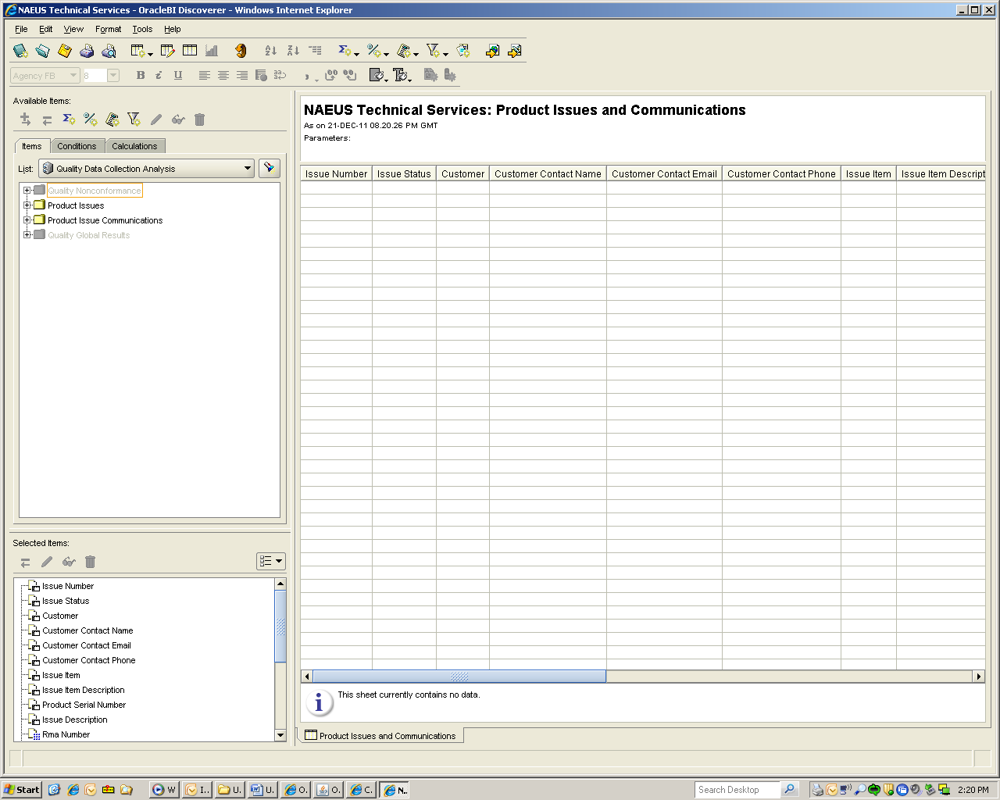 NAEUS Technical Services - OracleBI Discoverer - Windows Internet Explorer
File Edit View Format Tools Help
Agency FB 8
Available Items:
Items Conditions Calculations
List: Quality Data Collection Analysis
Quality Nonconformance
Product Issues
Product Issue Communications
Quality Global Results
Selected Items:
Issue Number
Issue Status
Customer
Customer Contact Name
Customer Contact Email
Customer Contact Phone
Issue Item
Issue Item Description
Product Serial Number
Issue Description
Rma Number
NAEUS Technical Services: Product Issues and Communications
As on 21-DEC-11 08.20.26 PM GMT
Parameters:
Issue Number Issue Status Customer Customer Contact Name Customer Contact Email Customer Contact Phone Issue Item Issue Item Descript
This sheet currently contains no data.
Product Issues and Communications
Start W I.. U. U. O. O. C. N.. Search Desktop 2:20 PM